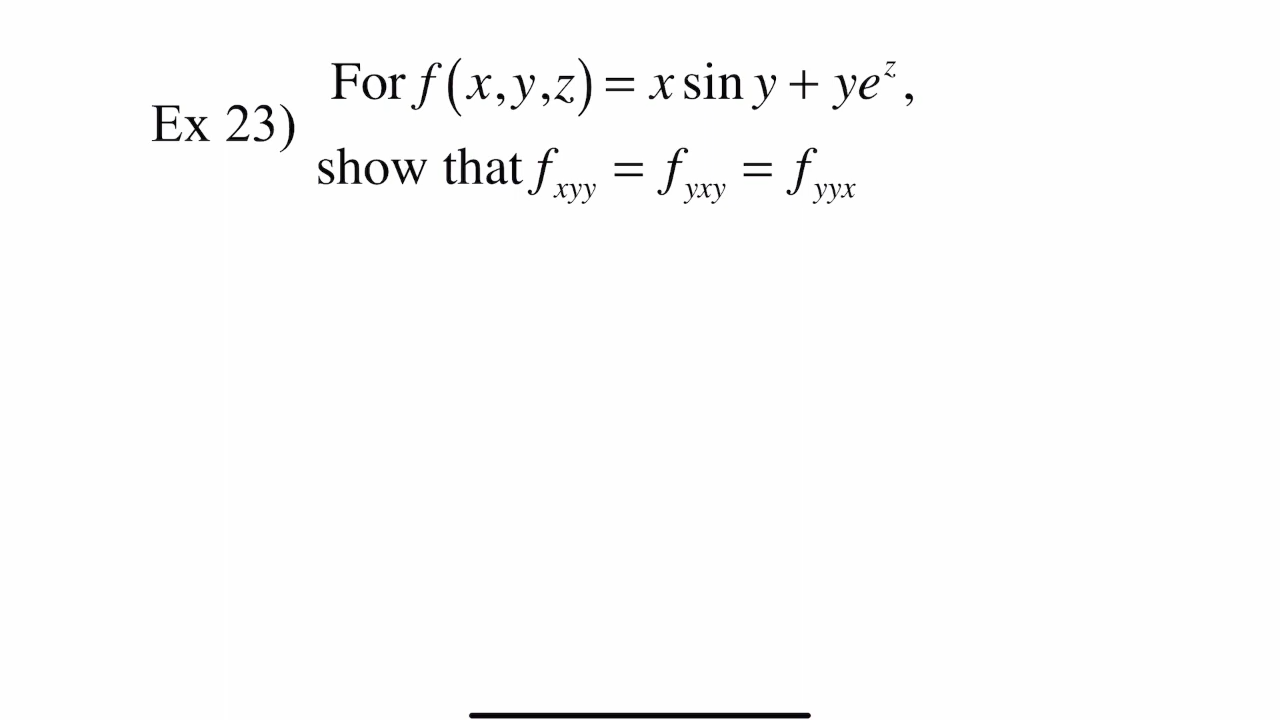 For f(x,y,z) = x sin y + ye^z,
Ex 23)
show that f_xyy = f_yxy = f_yyx